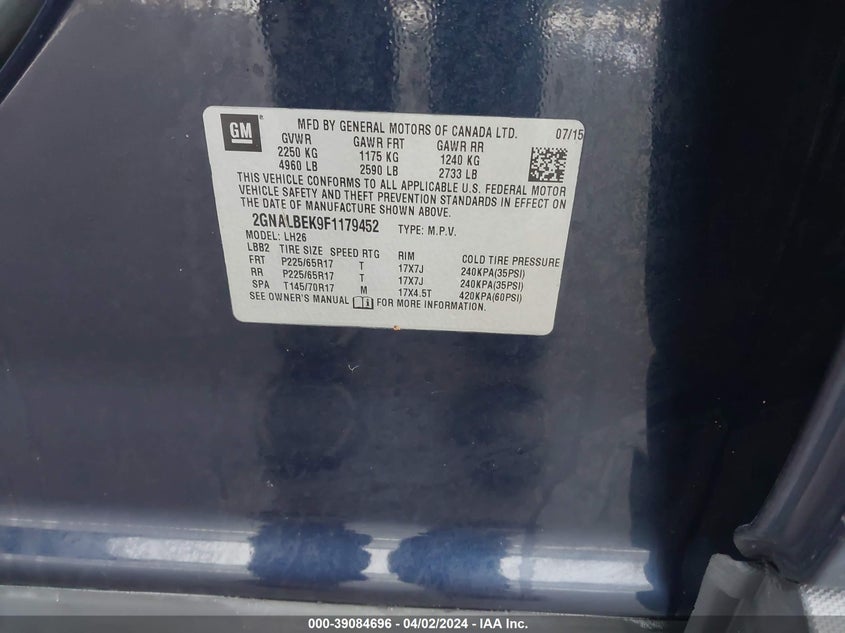 GM
MFD BY GENERAL MOTORS OF CANADA LTD. 07/15
GVWR GAWR FRT GAWR RR
2250 KG 1175 KG 1240 KG
4960 LB 2590 LB 2733 LB
THIS VEHICLE CONFORMS TO ALL APPLICABLE U.S. FEDERAL MOTOR
VEHICLE SAFETY AND THEFT PREVENTION STANDARDS IN EFFECT ON
THE DATE OF MANUFACTURE SHOWN ABOVE.
2GNALBEK9F1179452 TYPE: M.P.V.
MODEL: LH26
LBB2 TIRE SIZE SPEED RTG RIM COLD TIRE PRESSURE
FRT P225/65R17 T 17X7J 240KPA(35PSI)
RR P225/65R17 T 17X7J 240KPA(35PSI)
SPA T145/70R17 M 17X4.5T 420KPA(60PSI)
SEE OWNER'S MANUAL FOR MORE INFORMATION.
000-39084696 - 04/02/2024 - IAA Inc.